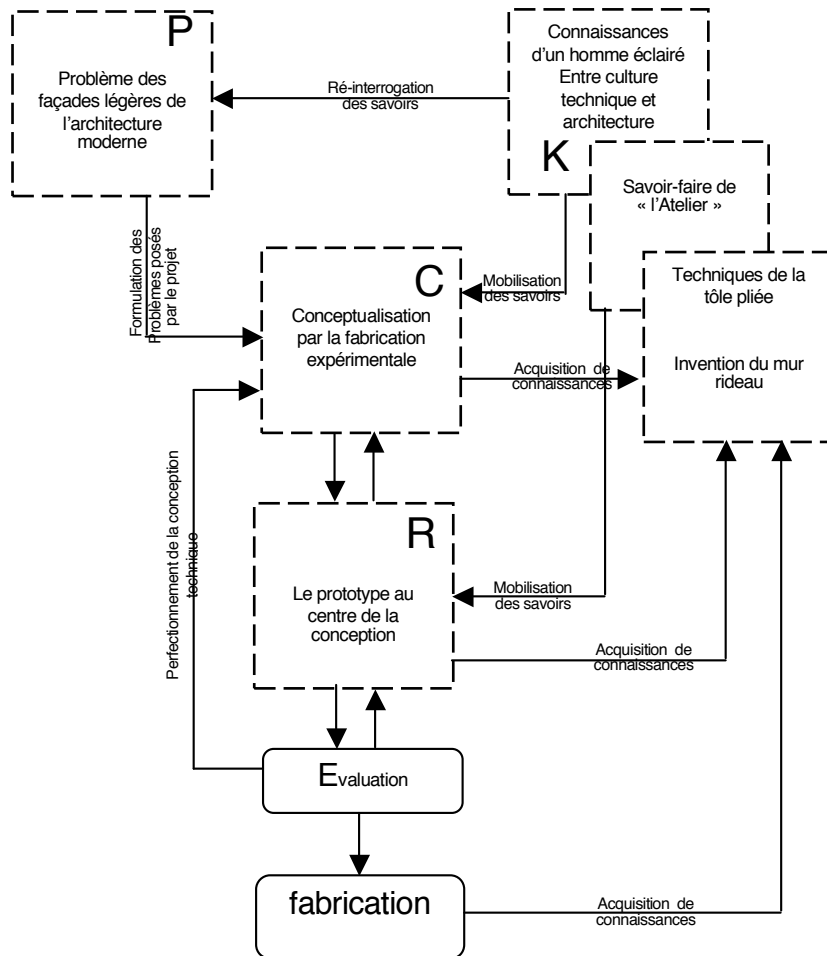 P
Problème des
façades légères de
l'architecture
moderne
Ré-interrogation
des savoirs
Connaissances
d'un homme éclairé
Entre culture
technique et
architecture
K
Savoir-faire de
« l'Atelier »
Techniques de la
tôle pliée
Invention du mur
rideau
Formulation des
Problèmes posés
par le projet
C
Conceptualisation
par la fabrication
expérimentale
Mobilisation
des savoirs
Acquisition de
connaissances
Perfectionnement de la conception
technique
R
Le prototype au
centre de la
conception
Mobilisation
des savoirs
Acquisition de
connaissances
Evaluation
fabrication
Acquisition de
connaissances